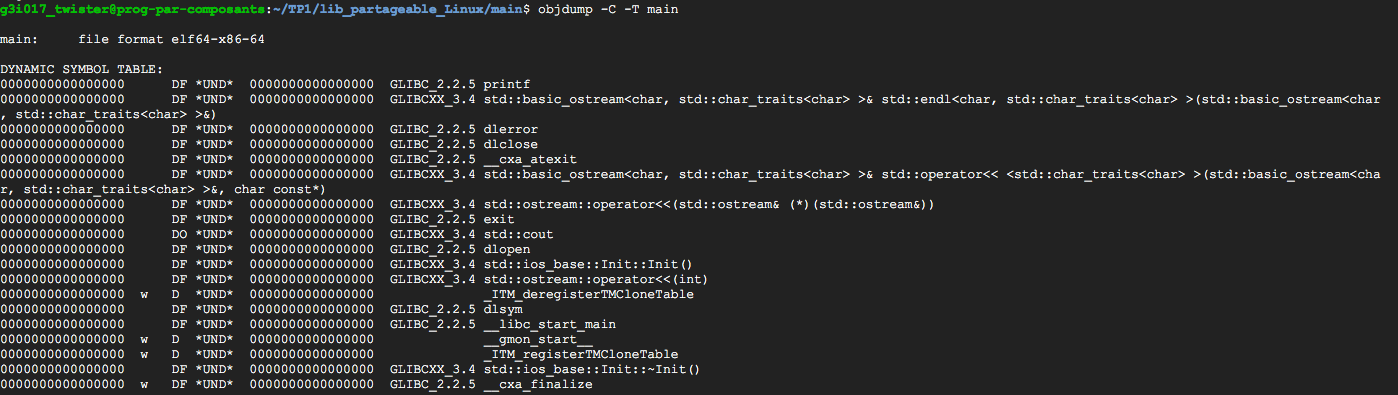 g3i017_twister@prog-par-composants:~/TP1/lib_partageable_Linux/main$ objdump -C -T main
main:     file format elf64-x86-64
DYNAMIC SYMBOL TABLE:
0000000000000000      DF *UND*  0000000000000000  GLIBC_2.2.5 printf
0000000000000000      DF *UND*  0000000000000000  GLIBCXX_3.4 std::basic_ostream<char, std::char_traits<char> >& std::endl<char, std::char_traits<char> >(std::basic_ostream<char
, std::char_traits<char> >&)
0000000000000000      DF *UND*  0000000000000000  GLIBC_2.2.5 dlerror
0000000000000000      DF *UND*  0000000000000000  GLIBC_2.2.5 dlclose
0000000000000000      DF *UND*  0000000000000000  GLIBC_2.2.5 __cxa_atexit
0000000000000000      DF *UND*  0000000000000000  GLIBCXX_3.4 std::basic_ostream<char, std::char_traits<char> >& std::operator<< <std::char_traits<char> >(std::basic_ostream<cha
r, std::char_traits<char> >&, char const*)
0000000000000000      DF *UND*  0000000000000000  GLIBCXX_3.4 std::ostream::operator<<(std::ostream& (*)(std::ostream&))
0000000000000000      DF *UND*  0000000000000000  GLIBC_2.2.5 exit
0000000000000000      DO *UND*  0000000000000000  GLIBCXX_3.4 std::cout
0000000000000000      DF *UND*  0000000000000000  GLIBC_2.2.5 dlopen
0000000000000000      DF *UND*  0000000000000000  GLIBCXX_3.4 std::ios_base::Init::Init()
0000000000000000      DF *UND*  0000000000000000  GLIBCXX_3.4 std::ostream::operator<<(int)
0000000000000000  w   D  *UND*  0000000000000000              _ITM_deregisterTMCloneTable
0000000000000000      DF *UND*  0000000000000000  GLIBC_2.2.5 dlsym
0000000000000000      DF *UND*  0000000000000000  GLIBC_2.2.5 __libc_start_main
0000000000000000  w   D  *UND*  0000000000000000              __gmon_start__
0000000000000000  w   D  *UND*  0000000000000000              _ITM_registerTMCloneTable
0000000000000000      DF *UND*  0000000000000000  GLIBCXX_3.4 std::ios_base::Init::~Init()
0000000000000000  w   DF *UND*  0000000000000000  GLIBC_2.2.5 __cxa_finalize